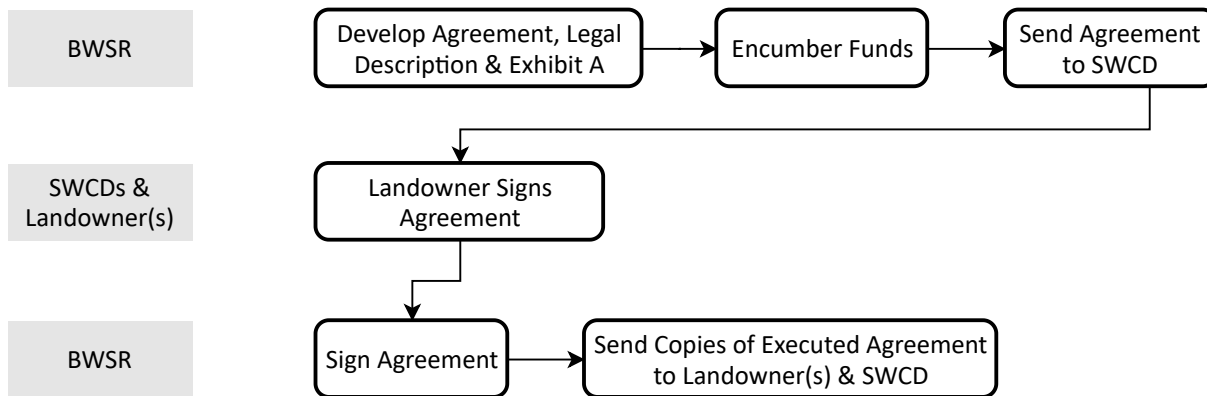 BWSR
Develop Agreement, Legal
Description & Exhibit A
Encumber Funds
Send Agreement
to SWCD
SWCDs &
Landowner(s)
Landowner Signs
Agreement
BWSR
Sign Agreement
Send Copies of Executed Agreement
to Landowner(s) & SWCD